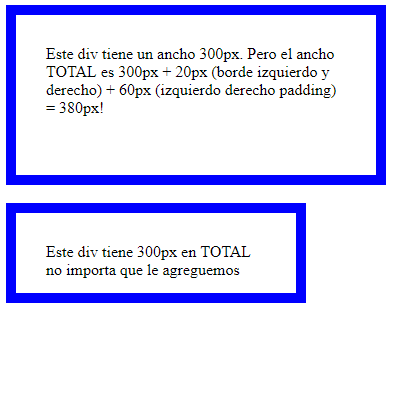 Este div tiene un ancho 300px. Pero el ancho
TOTAL es 300px + 20px (borde izquierdo y
derecho) + 60px (izquierdo derecho padding)
= 380px!
Este div tiene 300px en TOTAL
no importa que le agreguemos